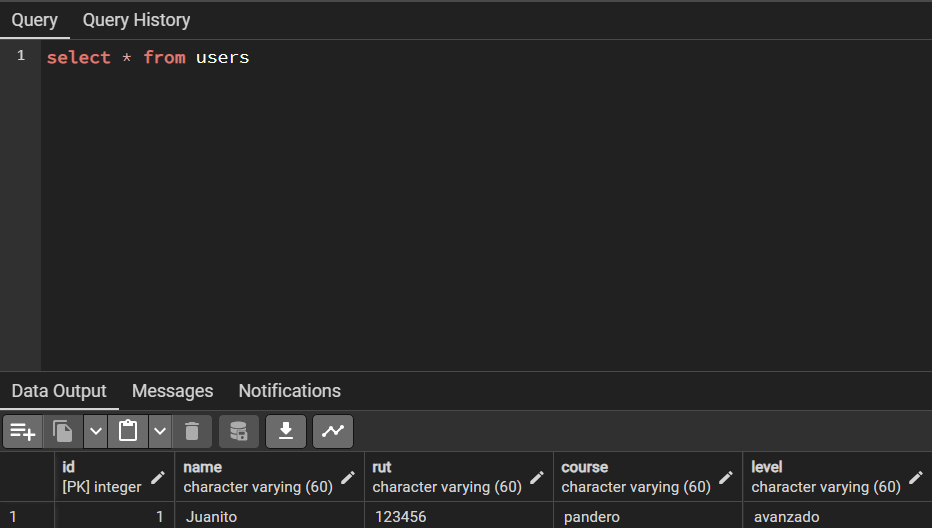 Query Query History
1 select * from users
Data Output Messages Notifications
id name rut course level
[PK] integer character varying (60) character varying (60) character varying (60) character varying (60)
1 1 Juanito 123456 pandero avanzado